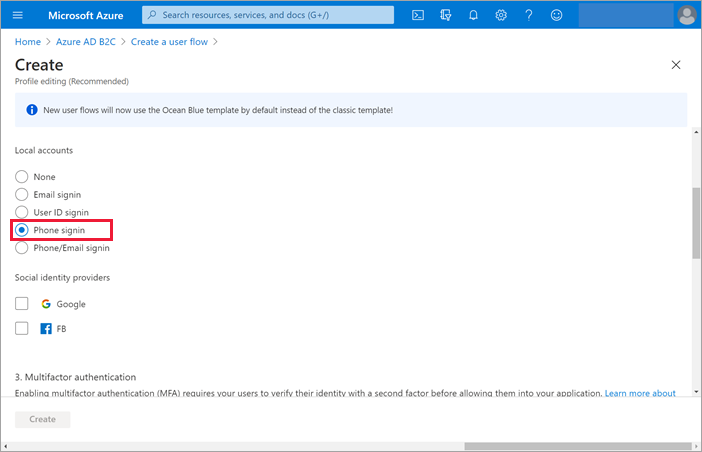 Microsoft Azure
Search resources, services, and docs (G+/)
Home > Azure AD B2C > Create a user flow >
Create
Profile editing (Recommended)
New user flows will now use the Ocean Blue template by default instead of the classic template!
Local accounts
None
Email signin
User ID signin
Phone signin
Phone/Email signin
Social identity providers
Google
FB
3. Multifactor authentication
Enabling multifactor authentication (MFA) requires your users to verify their identity with a second factor before allowing them into your application. Learn more about
Create